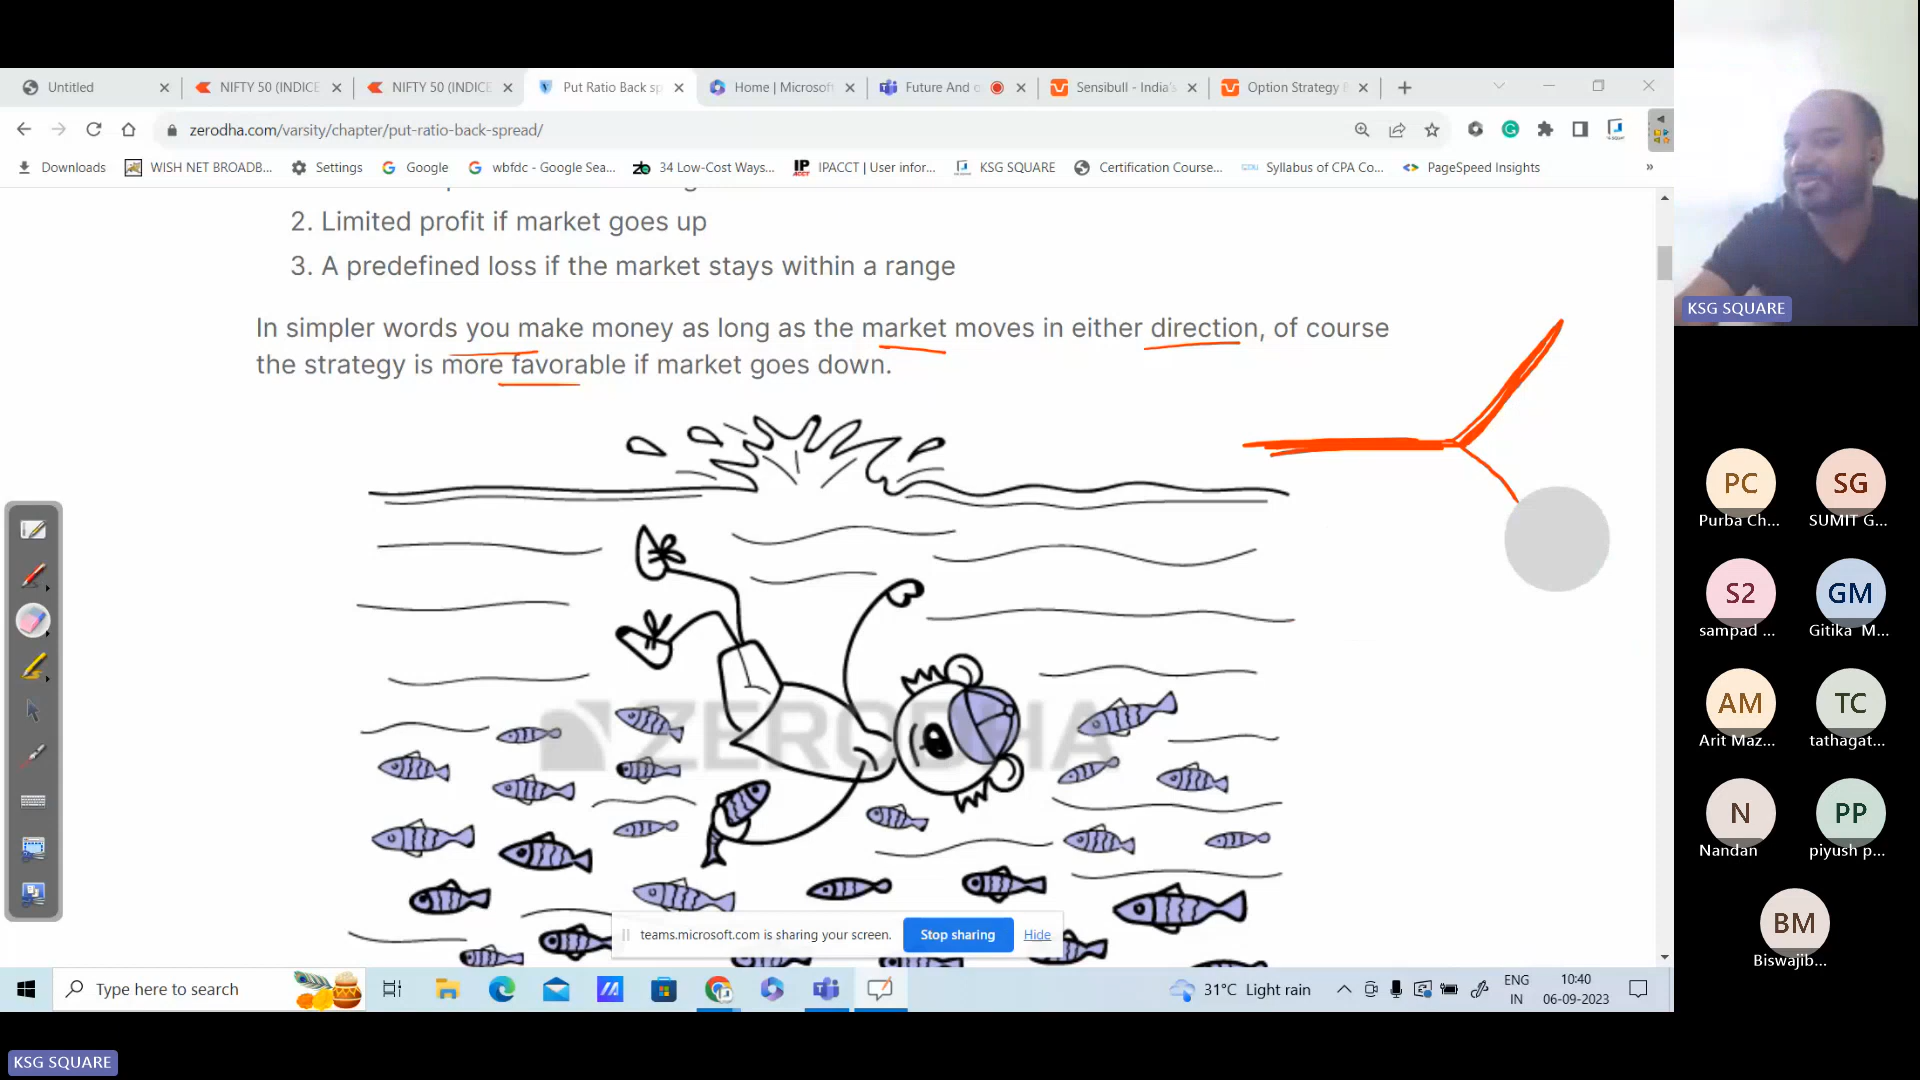 Untitled
NIFTY 50 (INDICE
NIFTY 50 (INDICE
Put Ratio Back sp
Home | Microsoft
Future And o
Sensibull - India's
Option Strategy B
zerodha.com/varsity/chapter/put-ratio-back-spread/
Downloads
WISH NET BROADB...
Settings
Google
wbfdc - Google Sea...
34 Low-Cost Ways...
IPACCT | User infor...
KSG SQUARE
Certification Course...
Syllabus of CPA Co...
PageSpeed Insights
»
2. Limited profit if market goes up
3. A predefined loss if the market stays within a range
In simpler words you make money as long as the market moves in either direction, of course
the strategy is more favorable if market goes down.
ZERODHA
teams.microsoft.com is sharing your screen.
Stop sharing
Hide
Type here to search
31°C Light rain
ENG
IN
10:40
06-09-2023
KSG SQUARE
PC
Purba Ch...
SG
SUMIT G...
S2
sampad ...
GM
Gitika M...
AM
Arit Maz...
TC
tathagat...
N
Nandan
PP
piyush p...
BM
Biswajib...
KSG SQUARE